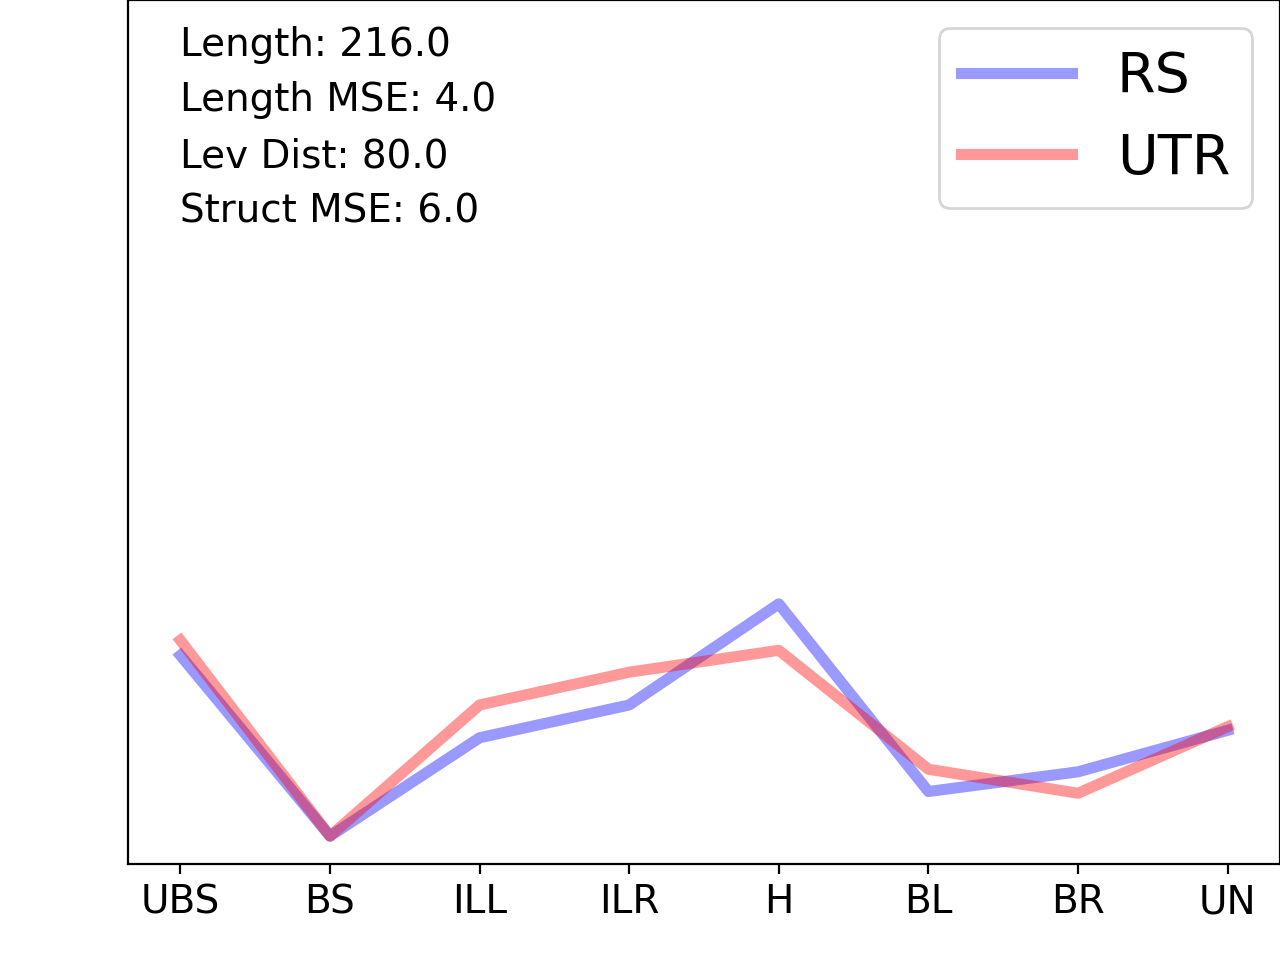 Length: 216.0
Length MSE: 4.0
Lev Dist: 80.0
Struct MSE: 6.0
RS
UTR
UBS BS ILL ILR H BL BR UN